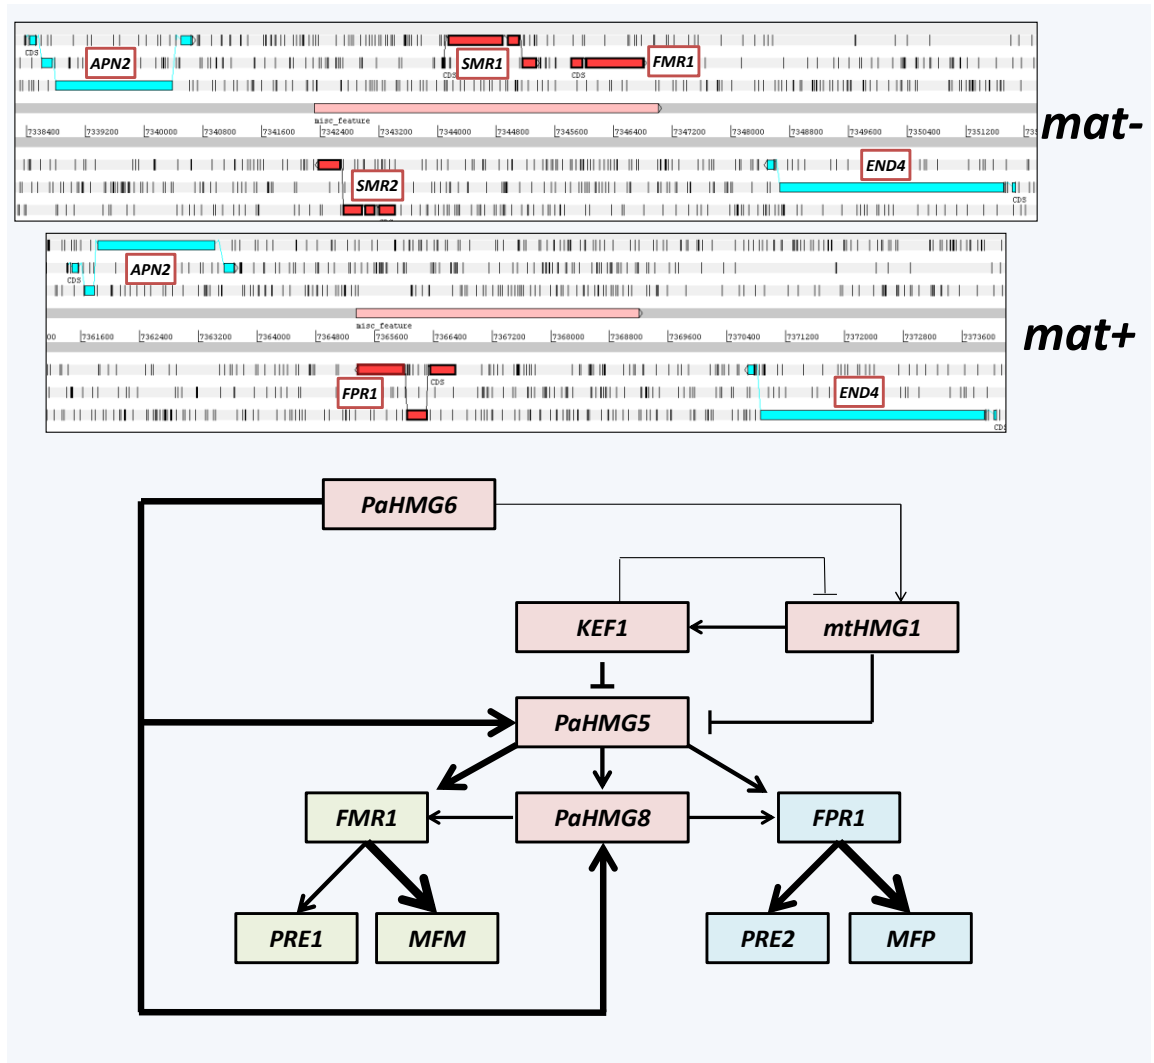 CDS APN2 SMR1 FMR1
CDS CDS
misc_feature
7338400 7339200 7340000 7340800 7341600 7342400 7343200 7344000 7344800 7345600 7346400 7347200 7348000 7348800 7349600 7350400 7351200
mat-
END4
SMR2
CDS
APN2
CDS
misc_feature
00 7361600 7362400 7363200 7364000 7364800 7365600 7366400 7367200 7368000 7368800 7369600 7370400 7371200 7372000 7372800 7373600
mat+
CDS
FPR1 END4
CDS
PaHMG6
KEF1 mtHMG1
PaHMG5
FMR1 PaHMG8 FPR1
PRE1 MFM PRE2 MFP